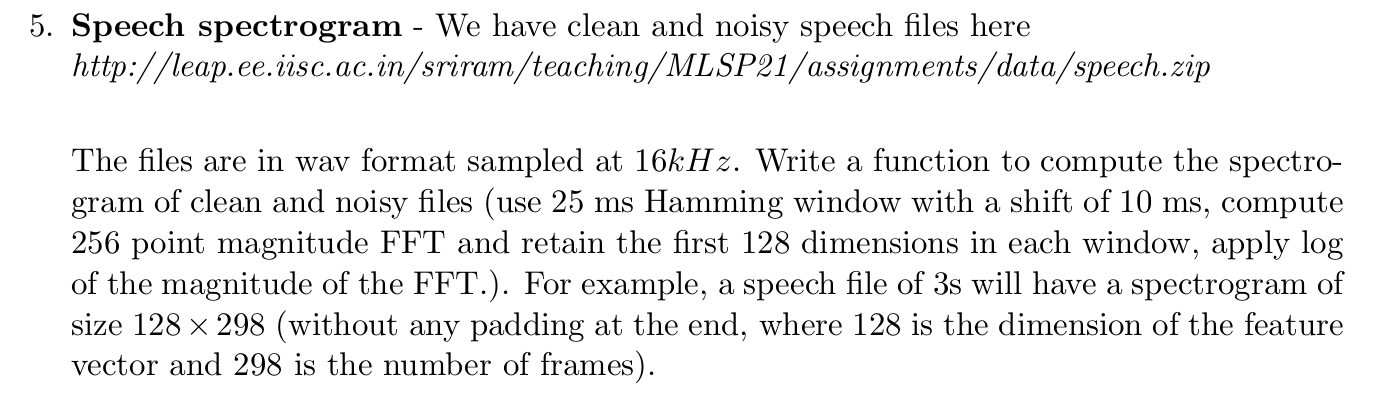 5. Speech spectrogram - We have clean and noisy speech files here
http://leap.ee.iisc.ac.in/sriram/teaching/MLSP21/assignments/data/speech.zip
The files are in wav format sampled at 16kHz. Write a function to compute the spectro-
gram of clean and noisy files (use 25 ms Hamming window with a shift of 10 ms, compute
256 point magnitude FFT and retain the first 128 dimensions in each window, apply log
of the magnitude of the FFT.). For example, a speech file of 3s will have a spectrogram of
size 128 × 298 (without any padding at the end, where 128 is the dimension of the feature
vector and 298 is the number of frames).